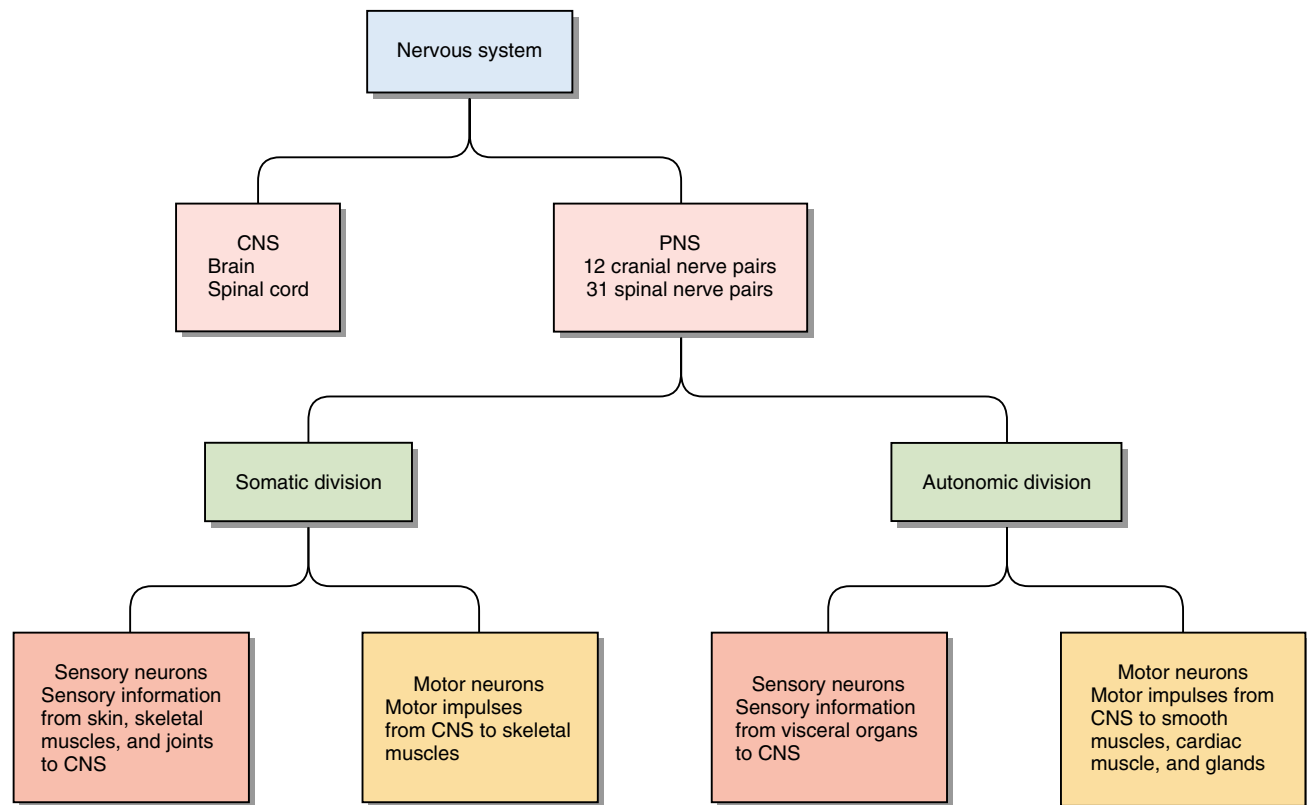 Nervous system
CNS
Brain
Spinal cord
PNS
12 cranial nerve pairs
31 spinal nerve pairs
Somatic division
Autonomic division
Sensory neurons
Sensory information
from skin, skeletal
muscles, and joints
to CNS
Motor neurons
Motor impulses
from CNS to skeletal
muscles
Sensory neurons
Sensory information
from visceral organs
to CNS
Motor neurons
Motor impulses from
CNS to smooth
muscles, cardiac
muscle, and glands